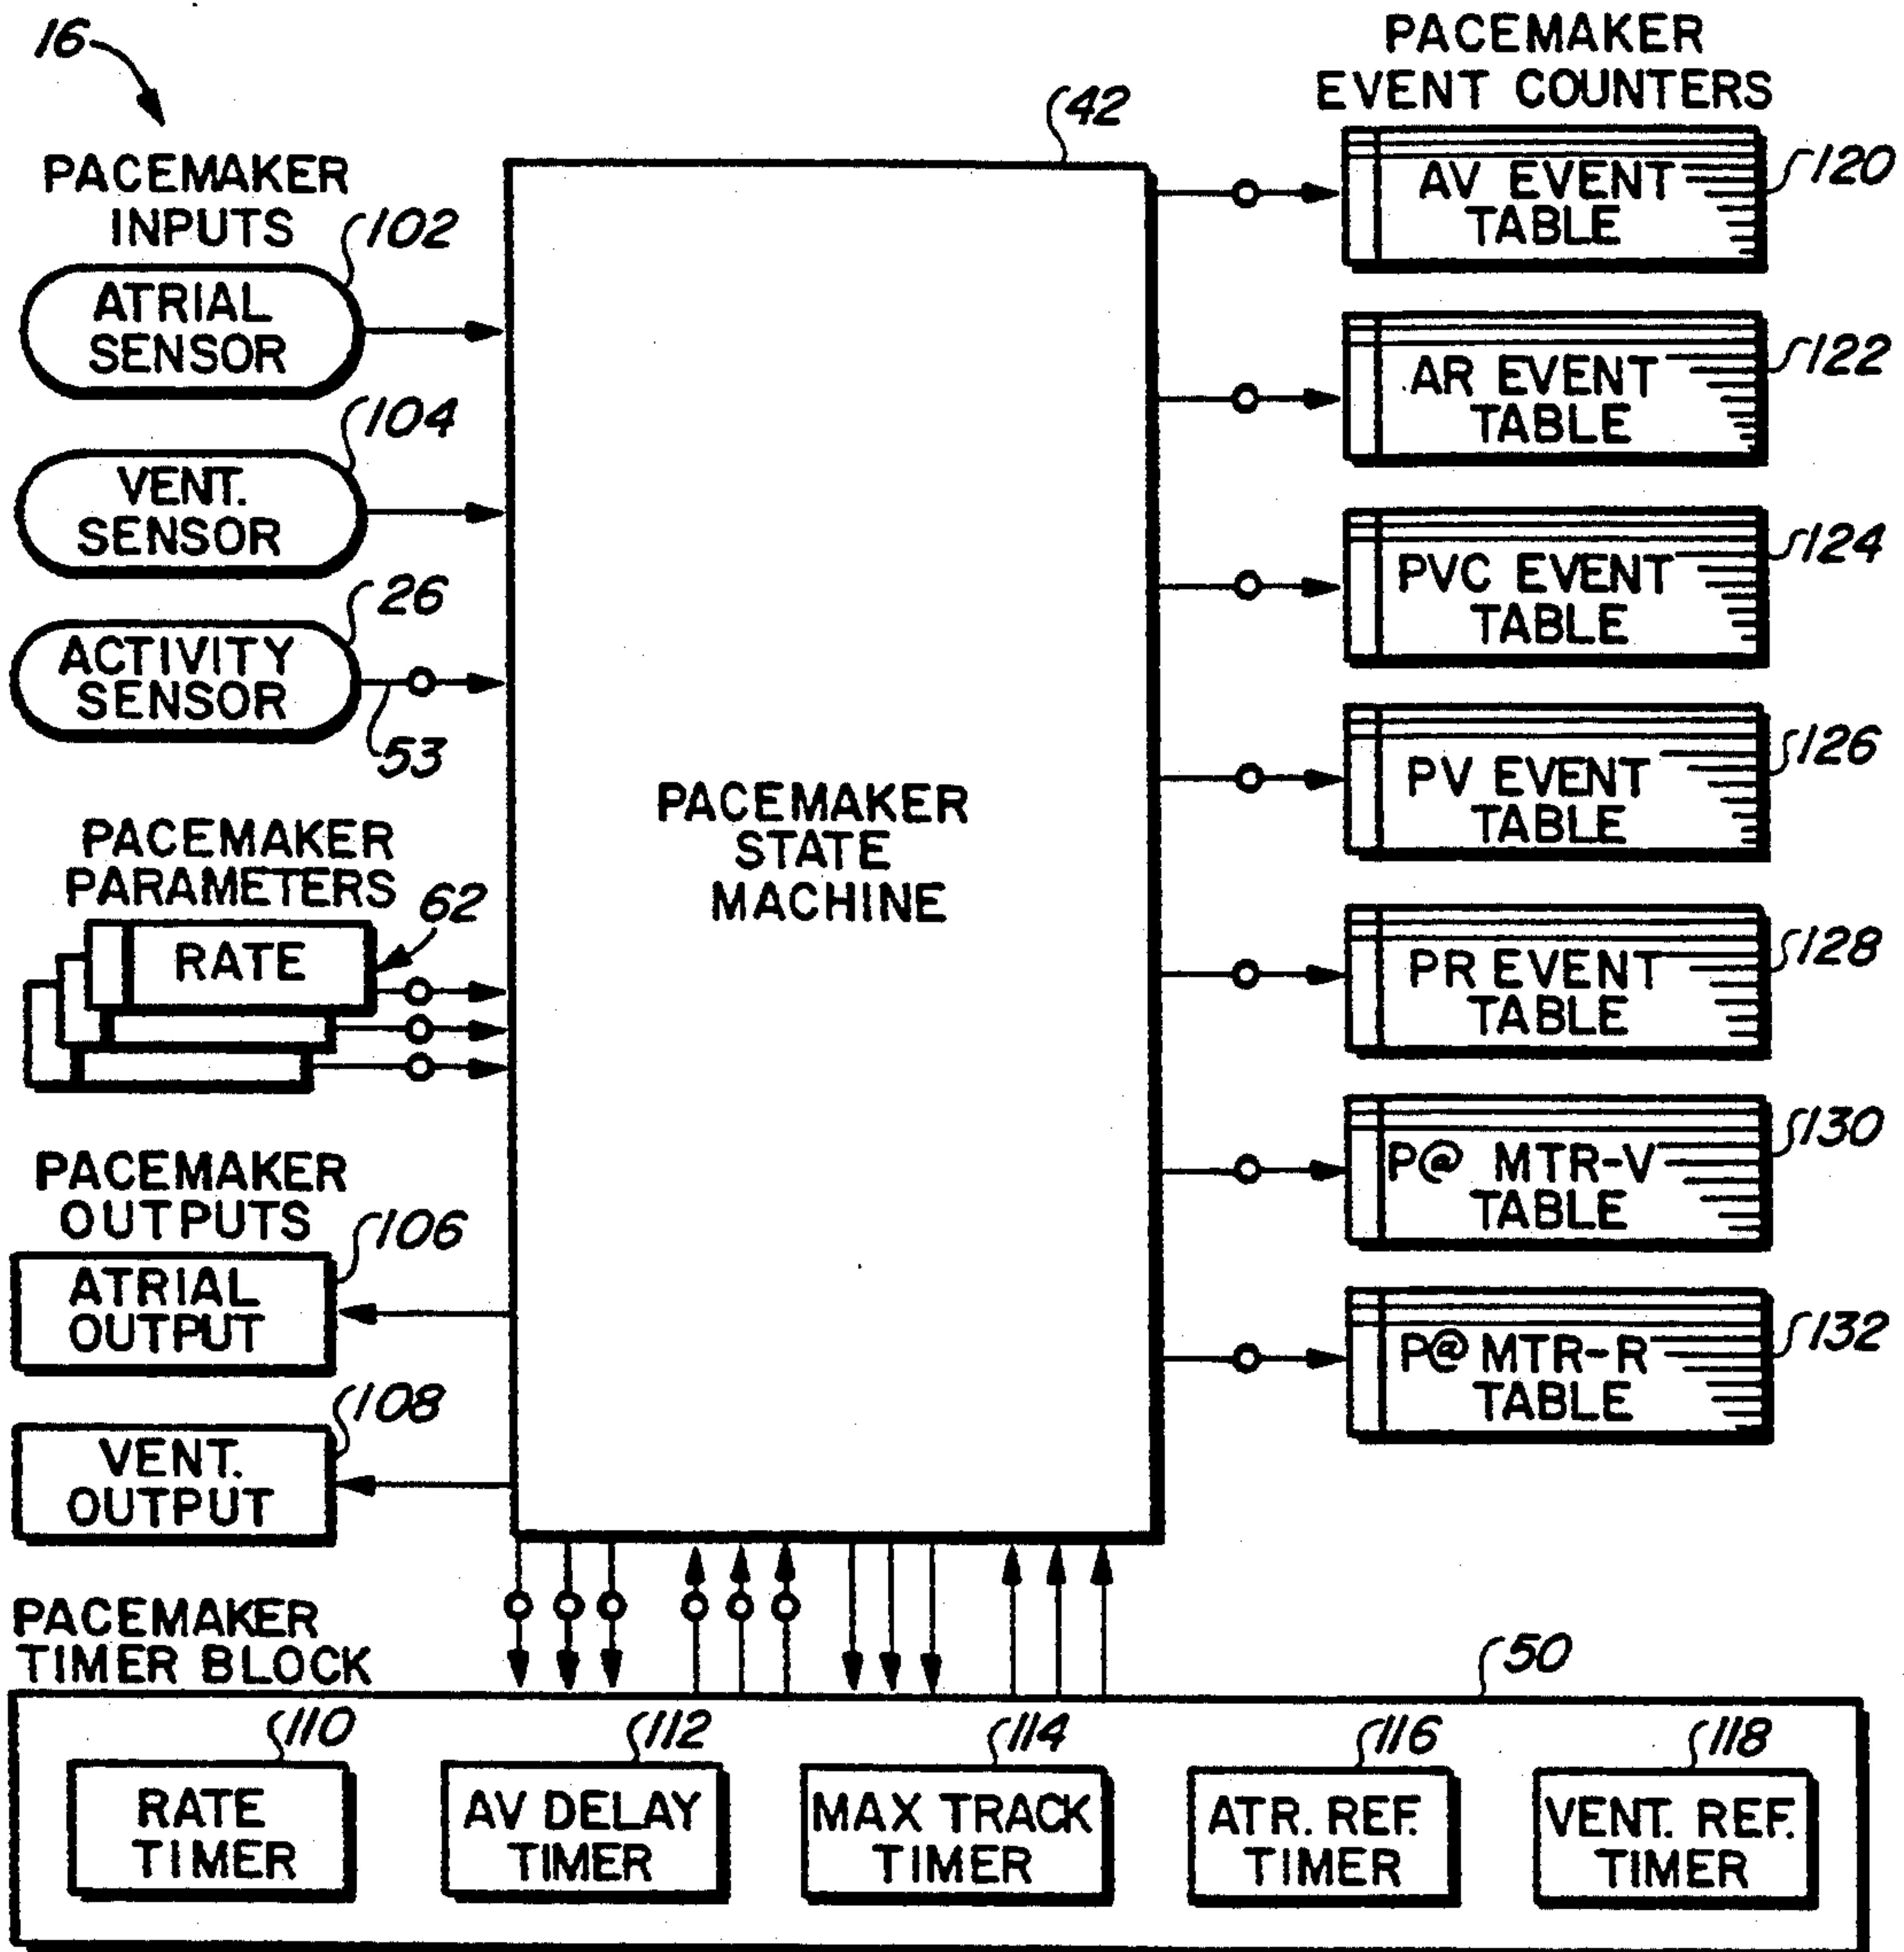 16
PACEMAKER
INPUTS
102
ATRIAL
SENSOR
104
VENT.
SENSOR
26
ACTIVITY
SENSOR
53
PACEMAKER
PARAMETERS
62
RATE
PACEMAKER
OUTPUTS
106
ATRIAL
OUTPUT
108
VENT.
OUTPUT
42
PACEMAKER
STATE
MACHINE
PACEMAKER
EVENT COUNTERS
AV EVENT
TABLE
120
AR EVENT
TABLE
122
PVC EVENT
TABLE
124
PV EVENT
TABLE
126
PR EVENT
TABLE
128
P@ MTR-V
TABLE
130
P@ MTR-R
TABLE
132
PACEMAKER
TIMER BLOCK
50
110
RATE
TIMER
112
AV DELAY
TIMER
114
MAX TRACK
TIMER
116
ATR. REF.
TIMER
118
VENT. REF.
TIMER